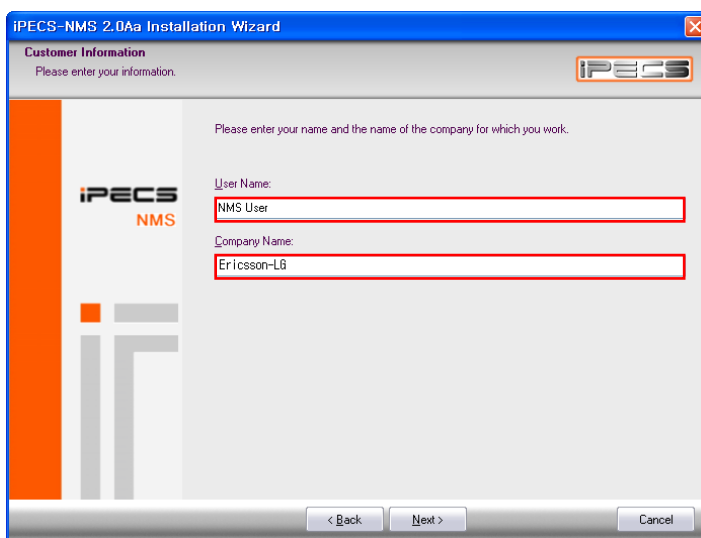 iPECS-NMS 2.0Aa Installation Wizard
Customer Information
Please enter your information.
iPECS
Please enter your name and the name of the company for which you work.
iPECS
NMS
User Name:
NMS User
Company Name:
Ericsson-LG
< Back
Next >
Cancel